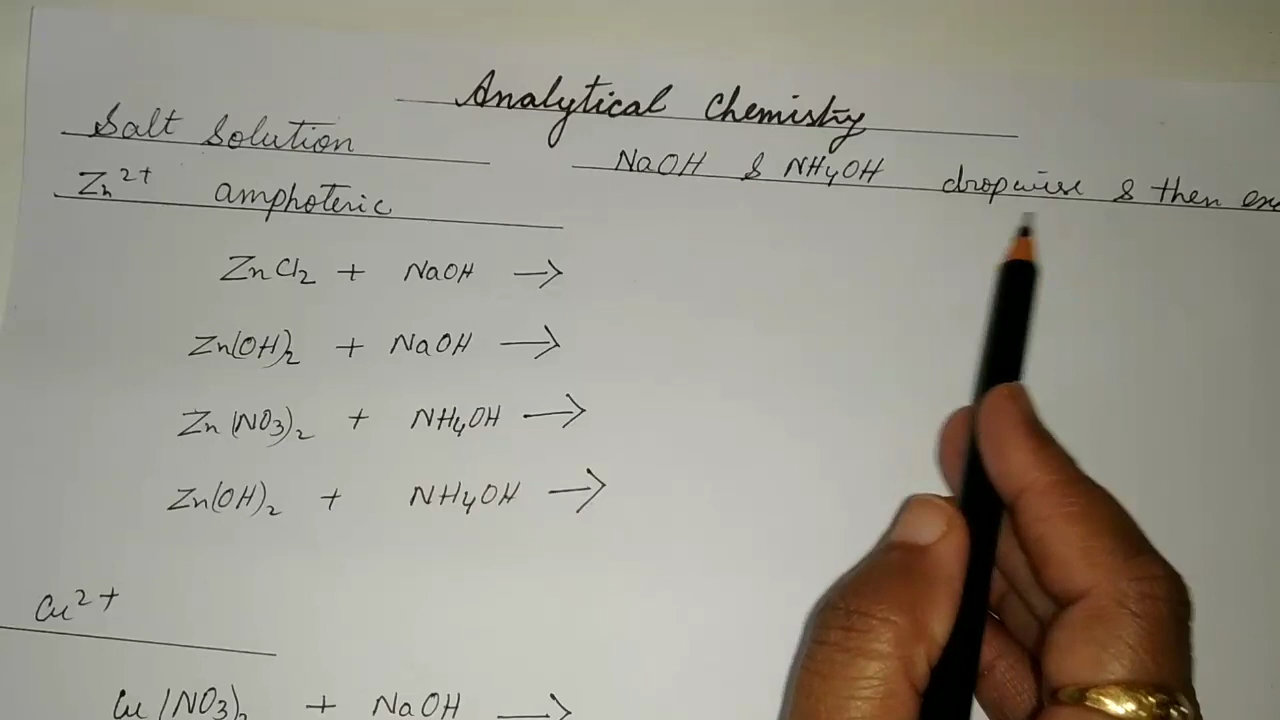 Analytical Chemistry
Salt Solution
NaOH & NH4OH dropwise & then
Zn2+ amphoteric
ZnCl2 + NaOH →
Zn(OH)2 + NaOH →
Zn(NO3)2 + NH4OH →
Zn(OH)2 + NH4OH →
Cu2+
Cu(NO3)2 + NaOH →